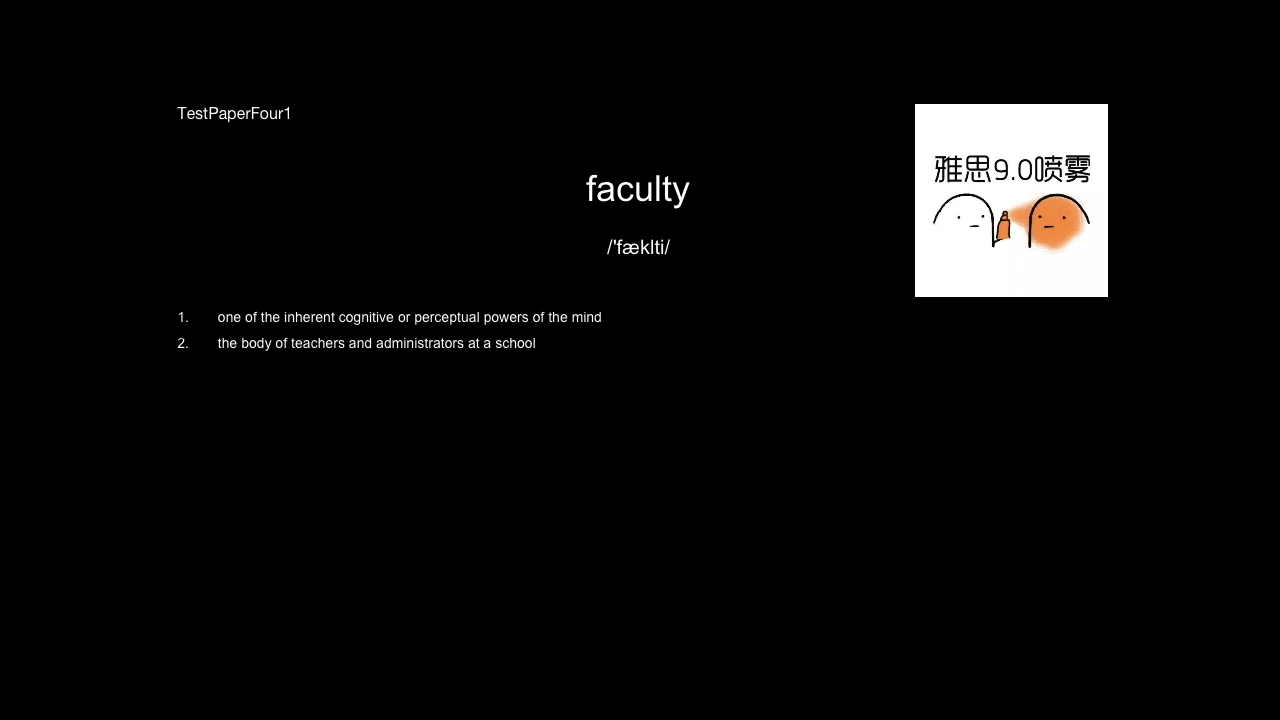 TestPaperFour1
雅思9.0喷雾
faculty
/'fæklti/
1. one of the inherent cognitive or perceptual powers of the mind
2. the body of teachers and administrators at a school